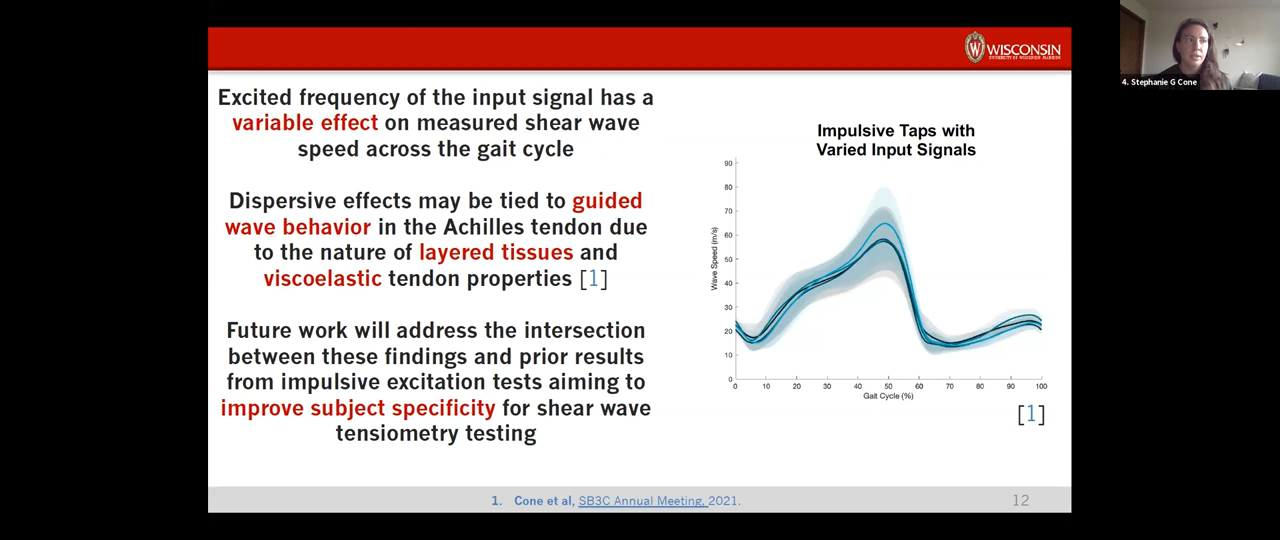 WISCONSIN
UNIVERSITY OF WISCONSIN-MADISON
4. Stephanie G Cone
Excited frequency of the input signal has a
variable effect on measured shear wave
speed across the gait cycle
Dispersive effects may be tied to guided
wave behavior in the Achilles tendon due
to the nature of layered tissues and
viscoelastic tendon properties [1]
Future work will address the intersection
between these findings and prior results
from impulsive excitation tests aiming to
improve subject specificity for shear wave
tensiometry testing
Impulsive Taps with
Varied Input Signals
90
80
70
60
50
40
30
20
10
0
Wave Speed (m/s)
0 10 20 30 40 50 60 70 80 90 100
Gait Cycle (%)
[1]
1. Cone et al, SB3C Annual Meeting, 2021.
12